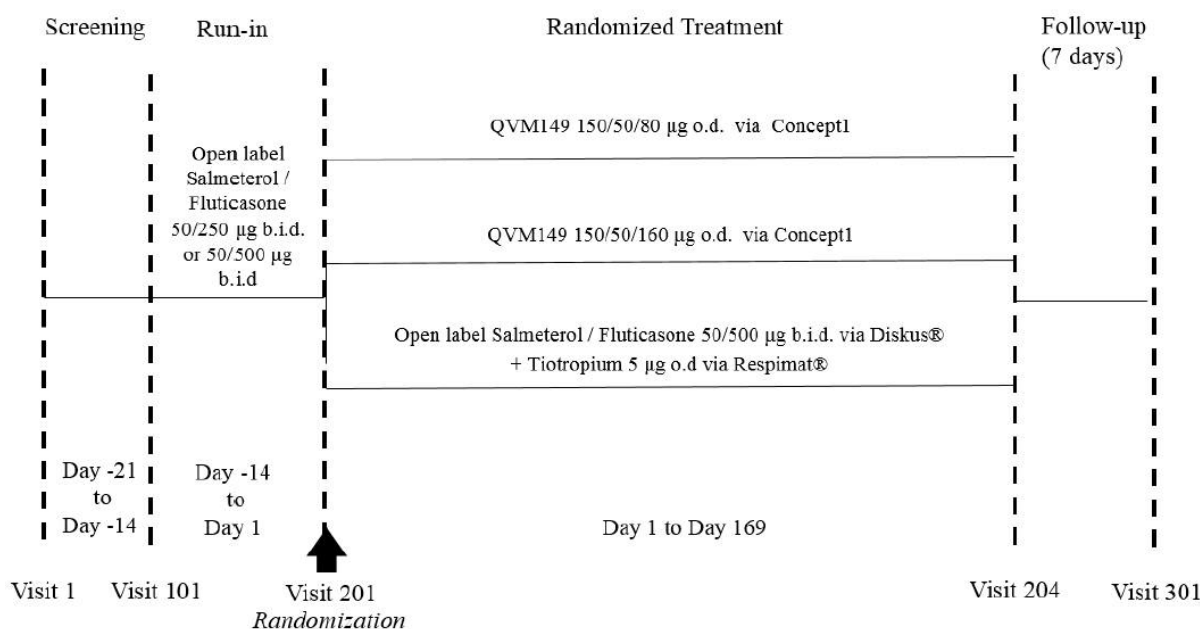 Screening
Run-in
Randomized Treatment
Follow-up
(7 days)
QVM149 150/50/80 µg o.d. via Concept1
Open label
Salmeterol /
Fluticasone
50/250 µg b.i.d.
or 50/500 µg
b.i.d
QVM149 150/50/160 µg o.d. via Concept1
Open label Salmeterol / Fluticasone 50/500 µg b.i.d. via Diskus®
+ Tiotropium 5 µg o.d via Respimat®
Day -21
to
Day -14
Day -14
to
Day 1
Day 1 to Day 169
Visit 1
Visit 101
Visit 201
Randomization
Visit 204
Visit 301